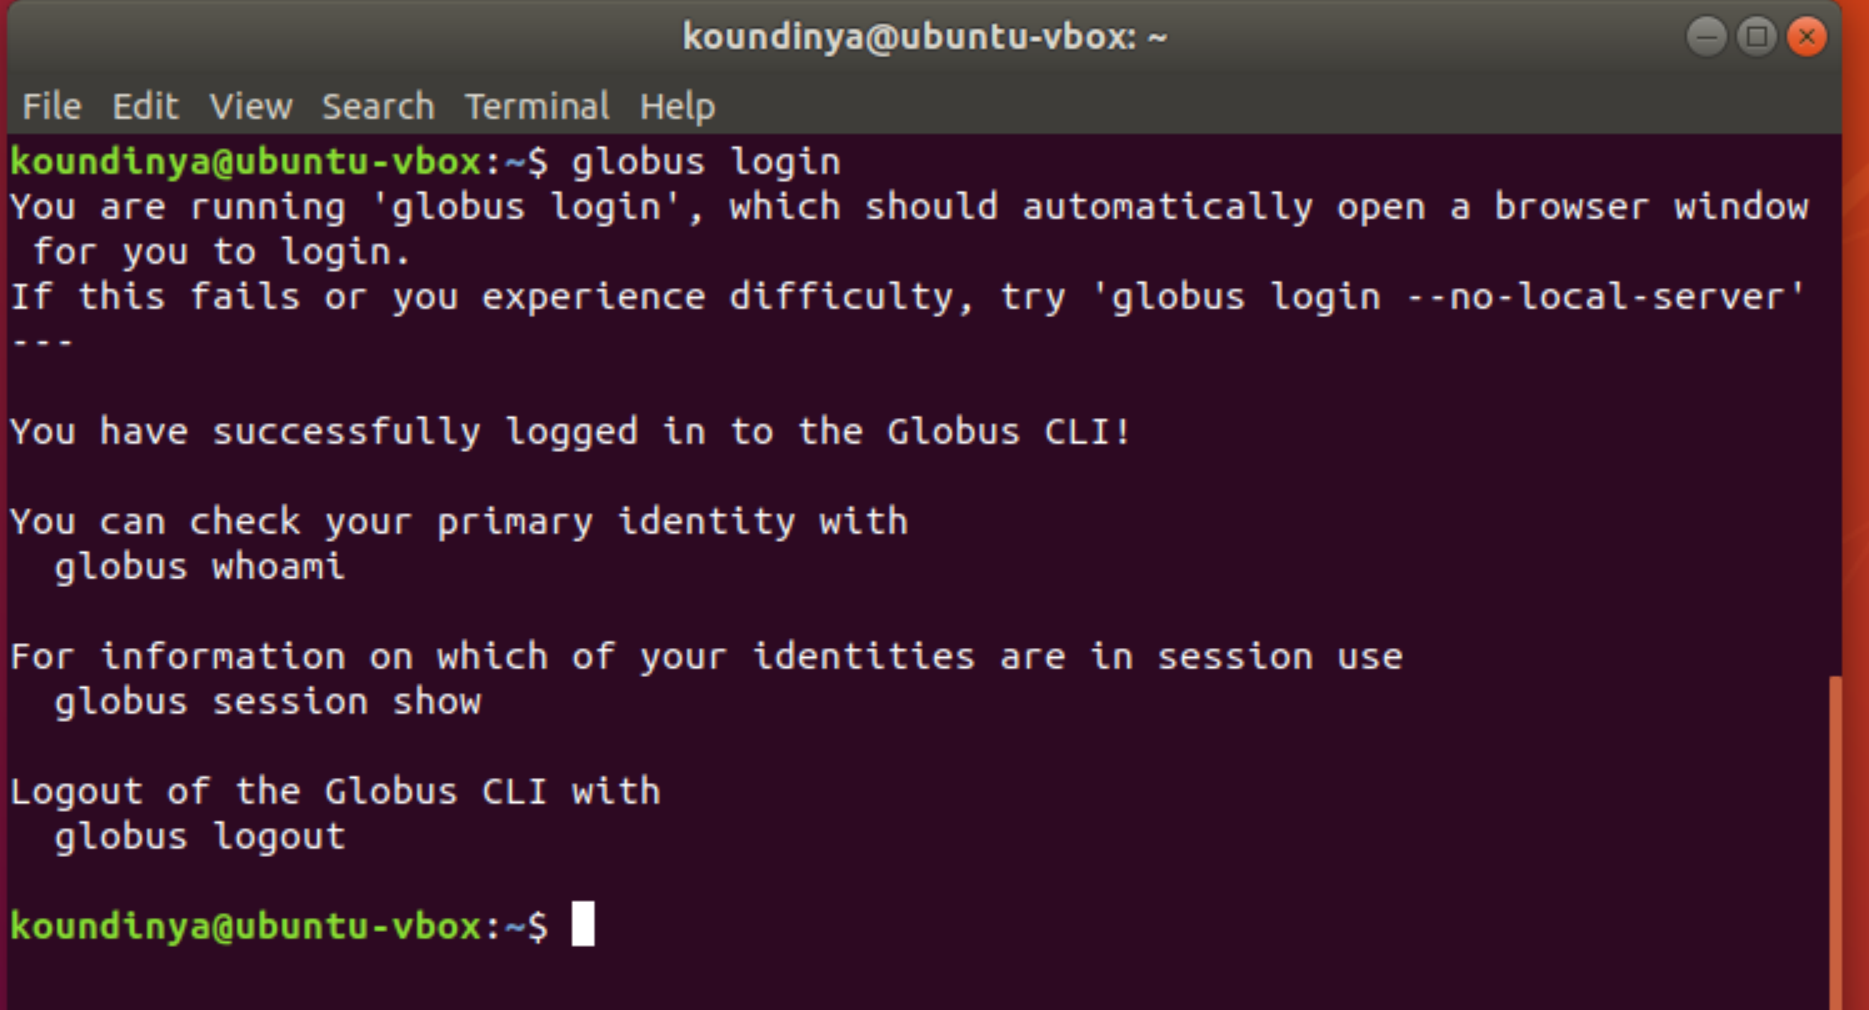 koundinya@ubuntu-vbox: ~
File Edit View Search Terminal Help
koundinya@ubuntu-vbox:~$ globus login
You are running 'globus login', which should automatically open a browser window
 for you to login.
If this fails or you experience difficulty, try 'globus login --no-local-server'
---
You have successfully logged in to the Globus CLI!
You can check your primary identity with
  globus whoami
For information on which of your identities are in session use
  globus session show
Logout of the Globus CLI with
  globus logout
koundinya@ubuntu-vbox:~$